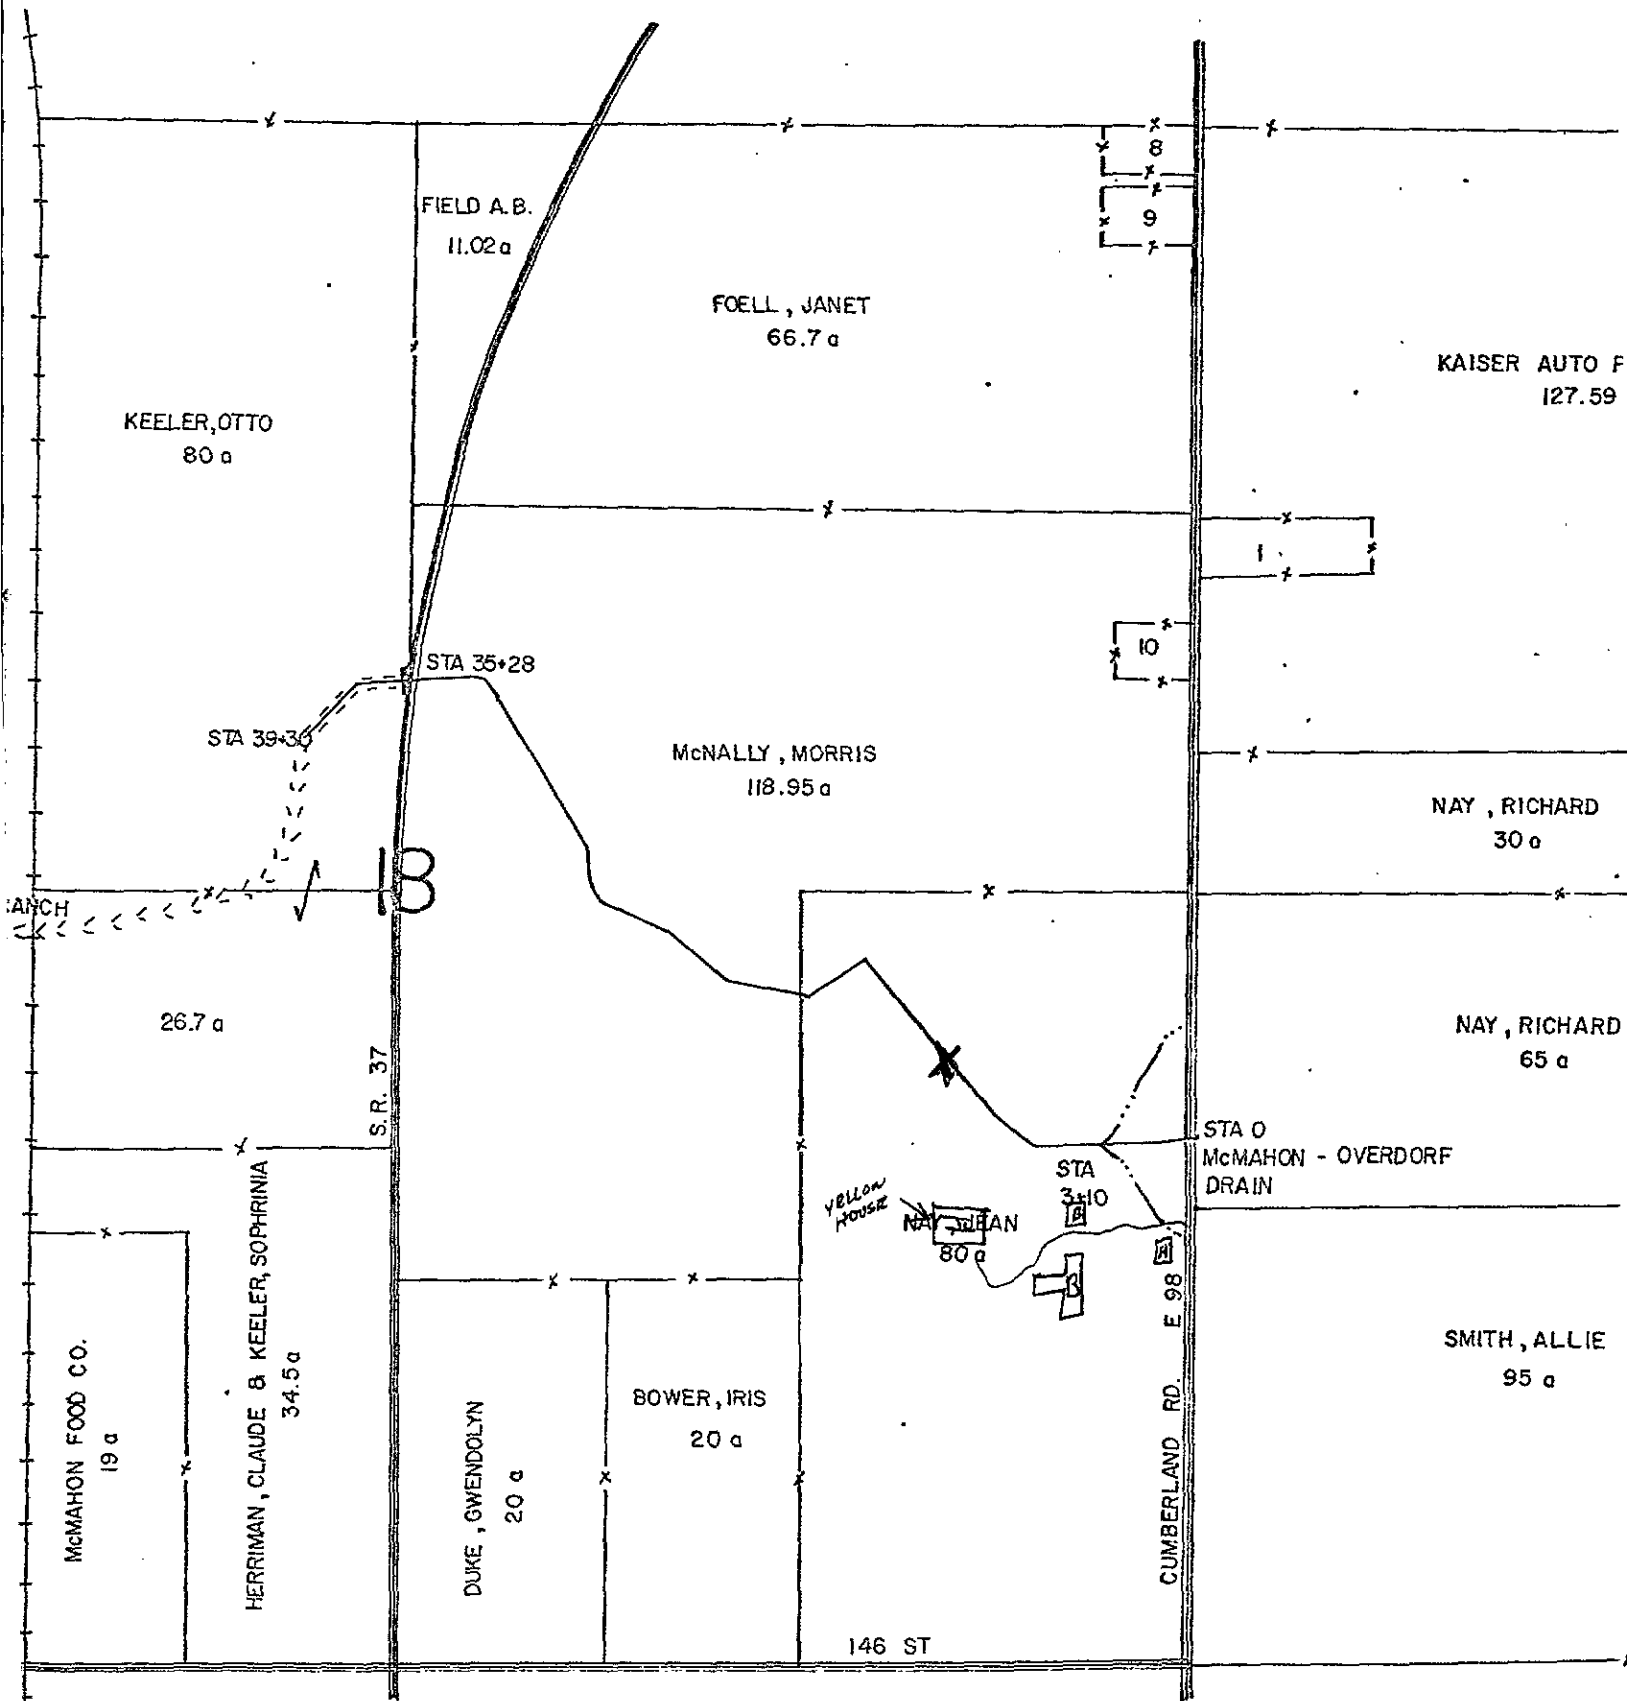 8
9
FIELD A.B.
11.02 a
FOELL, JANET
66.7 a
KAISER AUTO
127.59
KEELER, OTTO
80 a
1
10
STA 35+28
STA 39+30
McNALLY, MORRIS
118.95 a
NAY, RICHARD
30 a
18
26.7 a
S.R. 37
NAY, RICHARD
65 a
STA 0
McMAHON - OVERDORF
DRAIN
STA
3+10
YELLOW
HOUSE
NAY, JEAN
80 a
B
H
B
E 98
CUMBERLAND RD.
SMITH, ALLIE
95 a
McMAHON FOOD CO.
19 a
HERRIMAN, CLAUDE & KEELER, SOPHRINIA
34.5 a
DUKE, GWENDOLYN
20 a
BOWER, IRIS
20 a
146 ST